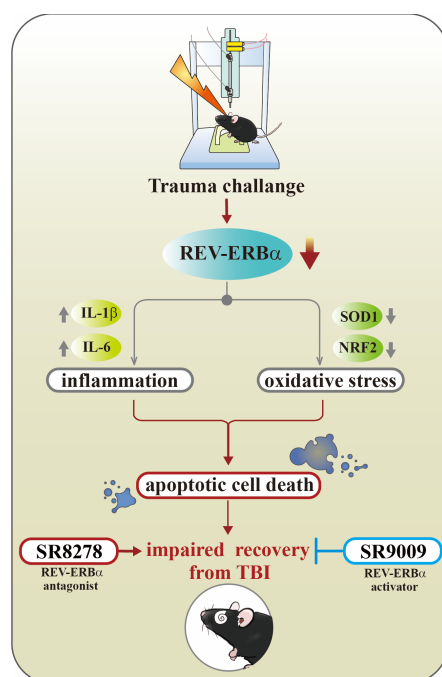 Trauma challange
REV-ERBα
IL-1β
SOD1
IL-6
NRF2
inflammation
oxidative stress
apoptotic cell death
SR8278
impaired recovery
from TBI
SR9009
REV-ERBα
antagonist
REV-ERBα
activator